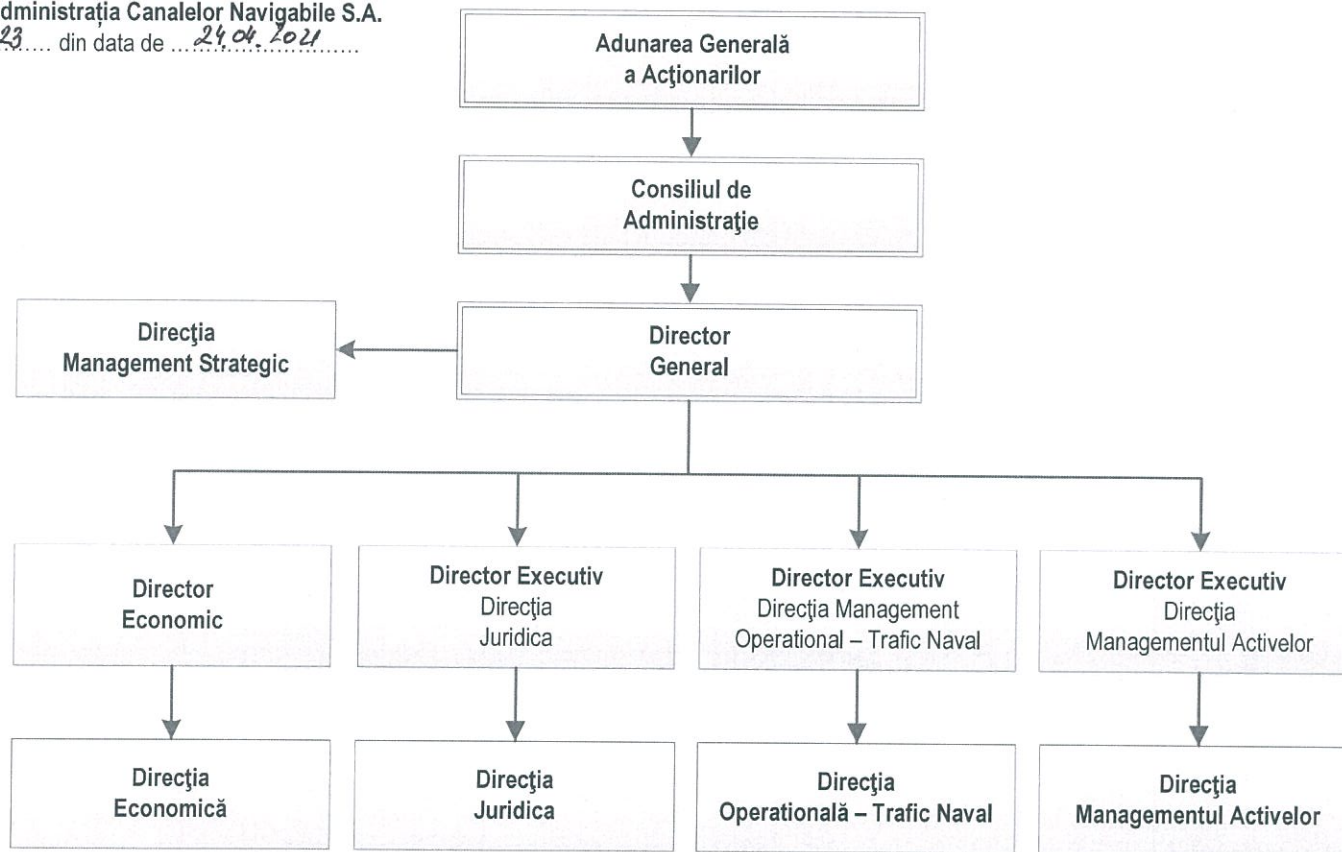 dministrația Canalelor Navigabile S.A.
23.... din data de ...24.04.2021..................
Adunarea Generală
a Acţionarilor
Consiliul de
Administraţie
Direcţia
Management Strategic
Director
General
Director
Economic
Director Executiv
Direcţia
Juridica
Director Executiv
Direcţia Management
Operational – Trafic Naval
Director Executiv
Direcţia
Managementul Activelor
Direcţia
Economică
Direcţia
Juridica
Direcţia
Operatională – Trafic Naval
Direcţia
Managementul Activelor